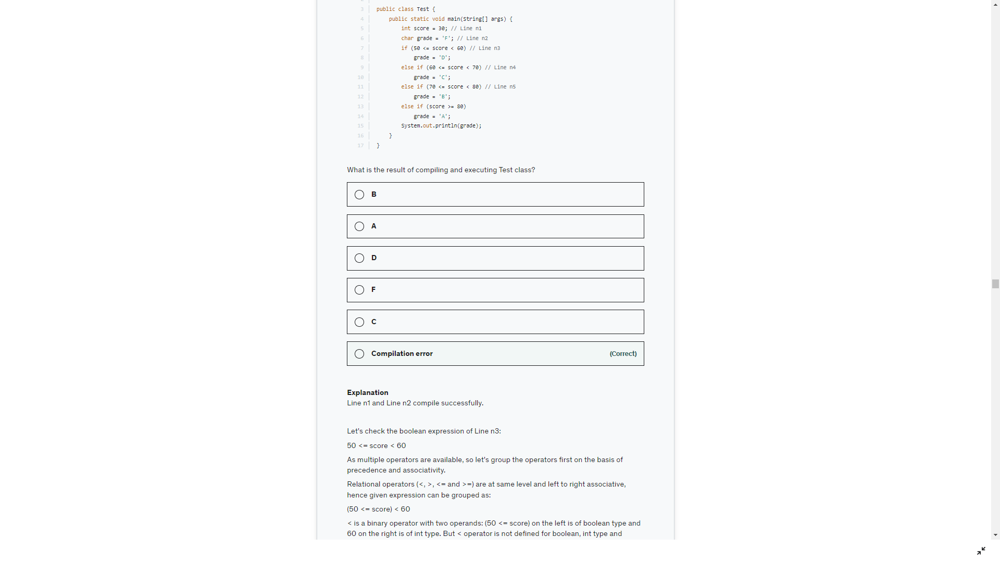 3 public class Test {
4 public static void main(String[] args) {
5 int score = 30; // Line n1
6 char grade = 'F'; // Line n2
7 if (50 <= score < 60) // Line n3
8 grade = 'D';
9 else if (60 <= score < 70) // Line n4
10 grade = 'C';
11 else if (70 <= score < 80) // Line n5
12 grade = 'B';
13 else if (score >= 80)
14 grade = 'A';
15 System.out.println(grade);
16 }
17 }
What is the result of compiling and executing Test class?
B
A
D
F
C
Compilation error (Correct)
Explanation
Line n1 and Line n2 compile successfully.
Let's check the boolean expression of Line n3:
50 <= score < 60
As multiple operators are available, so let's group the operators first on the basis of
precedence and associativity.
Relational operators (<, >, <= and >=) are at same level and left to right associative,
hence given expression can be grouped as:
(50 <= score) < 60
< is a binary operator with two operands: (50 <= score) on the left is of boolean type and
60 on the right is of int type. But < operator is not defined for boolean, int type and